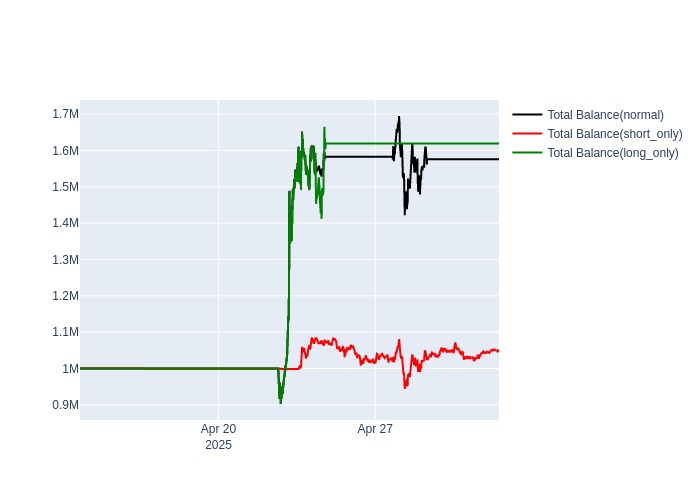 1.7M
1.6M
1.5M
1.4M
1.3M
1.2M
1.1M
1M
0.9M
Apr 20
2025
Apr 27
Total Balance(normal)
Total Balance(short_only)
Total Balance(long_only)